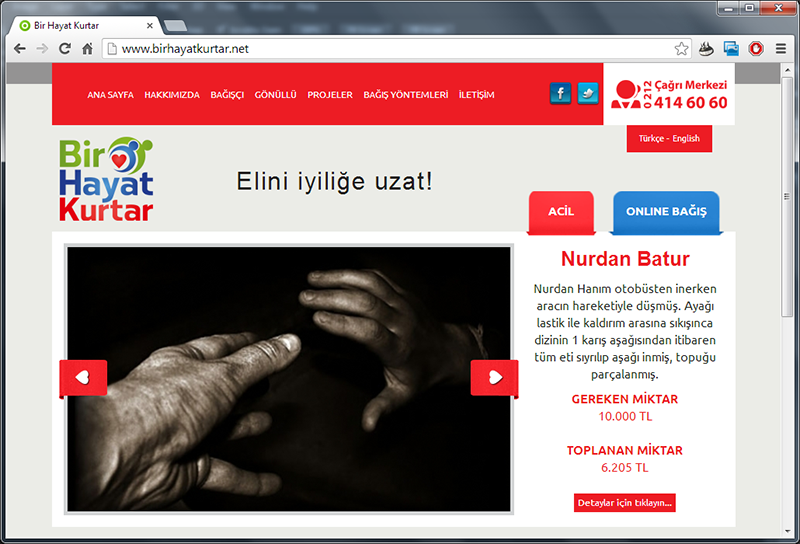 Bir Hayat Kurtar
www.birhayatkurtar.net
ANA SAYFA HAKKIMIZDA BAĞIŞÇI GÖNÜLLÜ PROJELER BAĞIŞ YÖNTEMLERİ İLETİŞİM
f
0212
Çağrı Merkezi
414 60 60
Türkçe - English
Bir
Hayat
Kurtar
Elini iyiliğe uzat!
ACİL
ONLINE BAĞIŞ
Nurdan Batur
Nurdan Hanım otobüsten inerken
aracın hareketiyle düşmüş. Ayağı
lastik ile kaldırım arasına sıkışınca
dizinin 1 karış aşağısından itibaren
tüm eti sıyrılıp aşağı inmiş, topuğu
parçalanmış.
GEREKEN MİKTAR
10.000 TL
TOPLANAN MİKTAR
6.205 TL
Detaylar için tıklayın...